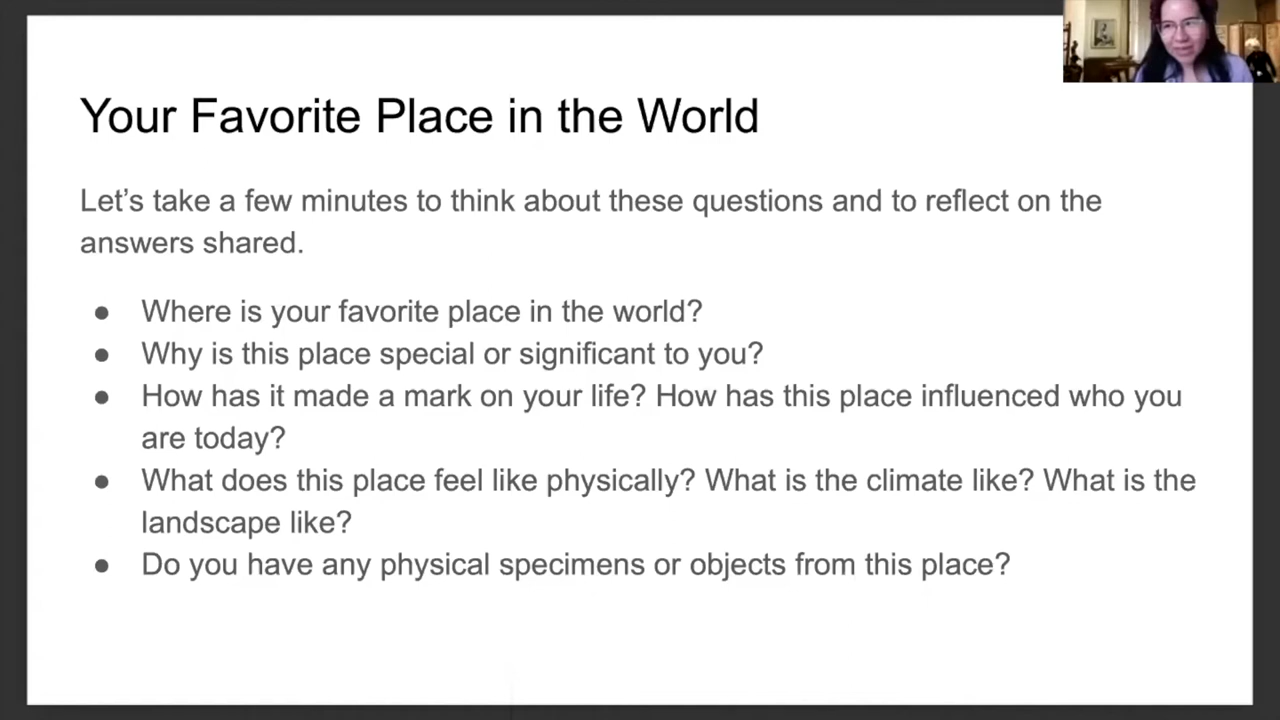 Your Favorite Place in the World
Let’s take a few minutes to think about these questions and to reflect on the
answers shared.
● Where is your favorite place in the world?
● Why is this place special or significant to you?
● How has it made a mark on your life? How has this place influenced who you
are today?
● What does this place feel like physically? What is the climate like? What is the
landscape like?
● Do you have any physical specimens or objects from this place?